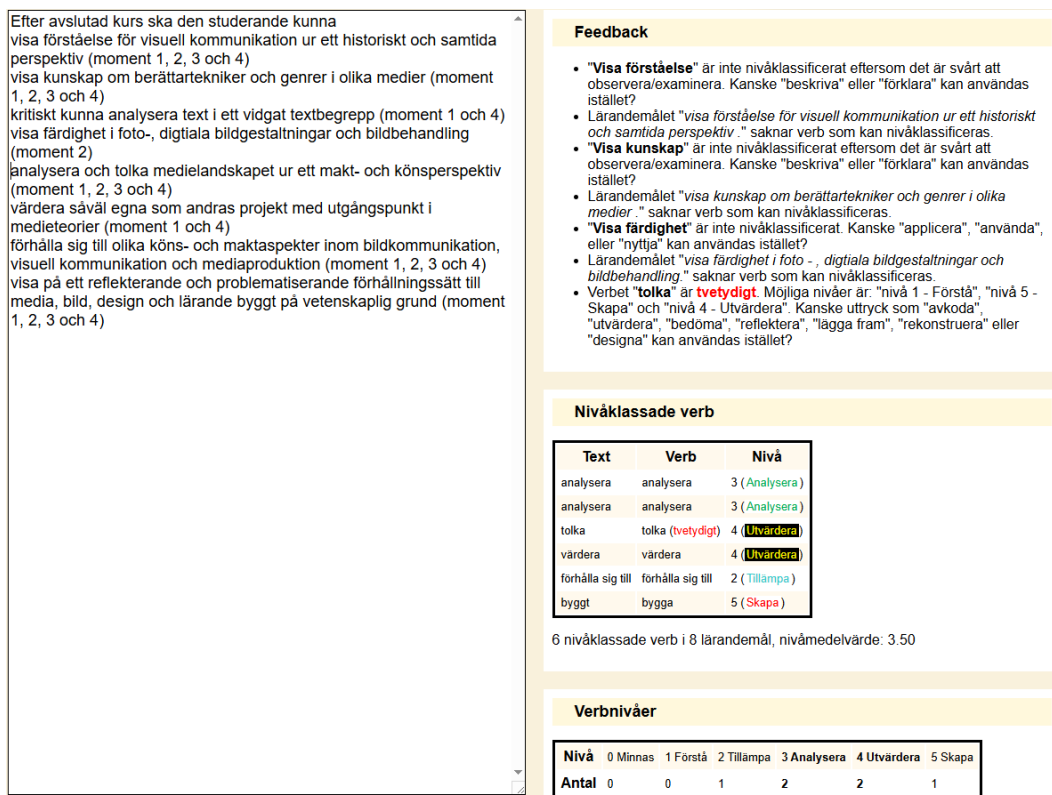 Efter avslutad kurs ska den studerande kunna
visa förståelse för visuell kommunikation ur ett historiskt och samtida
perspektiv (moment 1, 2, 3 och 4)
visa kunskap om berättartekniker och genrer i olika medier (moment
1, 2, 3 och 4)
kritiskt kunna analysera text i ett vidgat textbegrepp (moment 1 och 4)
visa färdighet i foto-, digtiala bildgestaltningar och bildbehandling
(moment 2)
analysera och tolka medielandskapet ur ett makt- och könsperspektiv
(moment 1, 2, 3 och 4)
värdera såväl egna som andras projekt med utgångspunkt i
medieteorier (moment 1 och 4)
förhålla sig till olika köns- och maktaspekter inom bildkommunikation,
visuell kommunikation och mediaproduktion (moment 1, 2, 3 och 4)
visa på ett reflekterande och problematiserande förhållningssätt till
media, bild, design och lärande byggt på vetenskaplig grund (moment
1, 2, 3 och 4)
Feedback
• "Visa förståelse" är inte nivåklassificerat eftersom det är svårt att
observera/examinera. Kanske "beskriva" eller "förklara" kan användas
istället?
• Lärandemålet "visa förståelse för visuell kommunikation ur ett historiskt
och samtida perspektiv ." saknar verb som kan nivåklassificeras.
• "Visa kunskap" är inte nivåklassificerat eftersom det är svårt att
observera/examinera. Kanske "beskriva" eller "förklara" kan användas
istället?
• Lärandemålet "visa kunskap om berättartekniker och genrer i olika
medier ." saknar verb som kan nivåklassificeras.
• "Visa färdighet" är inte nivåklassificerat. Kanske "applicera", "använda",
eller "nyttja" kan användas istället?
• Lärandemålet "visa färdighet i foto - , digtiala bildgestaltningar och
bildbehandling." saknar verb som kan nivåklassificeras.
• Verbet "tolka" är tvetydigt. Möjliga nivåer är: "nivå 1 - Förstå", "nivå 5 -
Skapa" och "nivå 4 - Utvärdera". Kanske uttryck som "avkoda",
"utvärdera", "bedöma", "reflektera", "lägga fram", "rekonstruera" eller
"designa" kan användas istället?
Nivåklassade verb
Text Verb Nivå
analysera analysera 3 (Analysera)
analysera analysera 3 (Analysera)
tolka tolka (tvetydigt) 4 (Utvärdera)
värdera värdera 4 (Utvärdera)
förhålla sig till förhålla sig till 2 (Tillämpa)
byggt bygga 5 (Skapa)
6 nivåklassade verb i 8 lärandemål, nivåmedelvärde: 3.50
Verbnivåer
Nivå 0 Minnas 1 Förstå 2 Tillämpa 3 Analysera 4 Utvärdera 5 Skapa
Antal 0 0 1 2 2 1